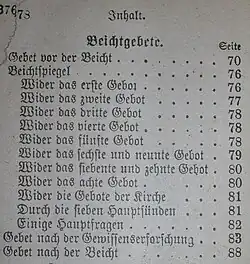 376
78 Inhalt.
Beichtgebete.
Seite
Gebet vor der Beicht . . . . . 70
Beichtspiegel . . . . . . . 76
Wider das erste Gebot . . . . 76
Wider das zweite Gebot . . . . 77
Wider das dritte Gebot . . . . 78
Wider das vierte Gebot . . . . 78
Wider das fünfte Gebot . . . . 78
Wider das sechste und neunte Gebot 79
Wider das siebente und zehnte Gebot 80
Wider das achte Gebot . . . . 80
Wider die Gebote der Kirche . . 81
Durch die sieben Hauptsünden . . 81
Einige Hauptfragen . . . . . 82
Gebet nach der Gewissenserforschung . . 83
Gebet nach der Beicht . . . . . 88